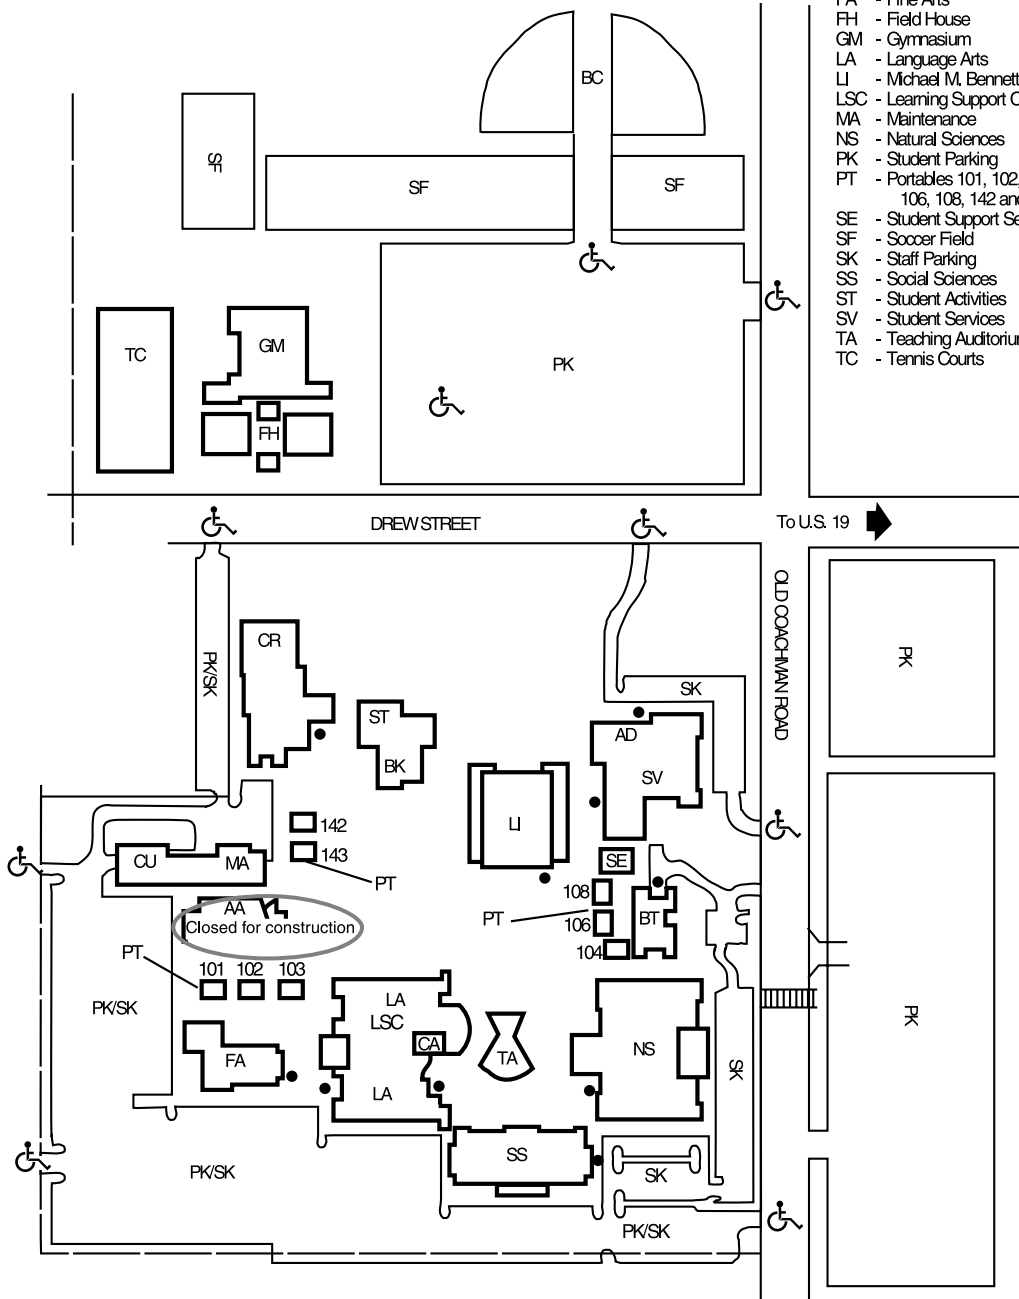 FA - Fine Arts
FH - Field House
GM - Gymnasium
LA - Language Arts
LI - Michael M. Bennett
LSC - Learning Support
MA - Maintenance
NS - Natural Sciences
PK - Student Parking
PT - Portables 101, 102,
106, 108, 142 and
SE - Student Support
SF - Soccer Field
SK - Staff Parking
SS - Social Sciences
ST - Student Activities
SV - Student Services
TA - Teaching Auditorium
TC - Tennis Courts
BC
SF
SF
SF
TC
GM
PK
FH
DREW STREET
To U.S. 19
OLD COACHMAN ROAD
PK/SK
CR
ST
BK
SK
AD
SV
PK
LI
142
143
PT
CU
MA
SE
108
PT
106
104
BT
AA
Closed for construction
PT
101
102
103
PK/SK
LA
LSC
CA
TA
NS
SK
PK
FA
LA
SS
SK
PK/SK
PK/SK